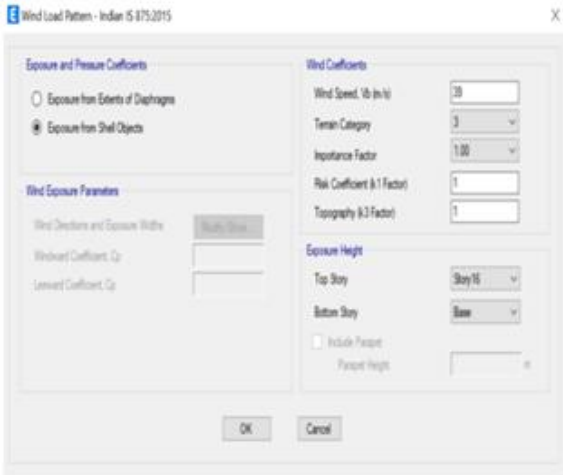 Wind Load Pattern - Indian IS 875:2015
X
Exposure and Pressure Coefficients
Exposure from Extents of Diaphragms
Exposure from Shell Objects
Wind Exposure Parameters
Wind Directions and Exposure Widths
Modify/Show...
Windward Coefficient, Cp
Leeward Coefficient, Cp
Wind Coefficients
Wind Speed, Vb (m/s)
39
Terrain Category
3
Importance Factor
1.00
Risk Coefficient (k1 Factor)
1
Topography (k3 Factor)
1
Exposure Height
Top Story
Story16
Bottom Story
Base
Include Parapet
Parapet Height
m
OK
Cancel